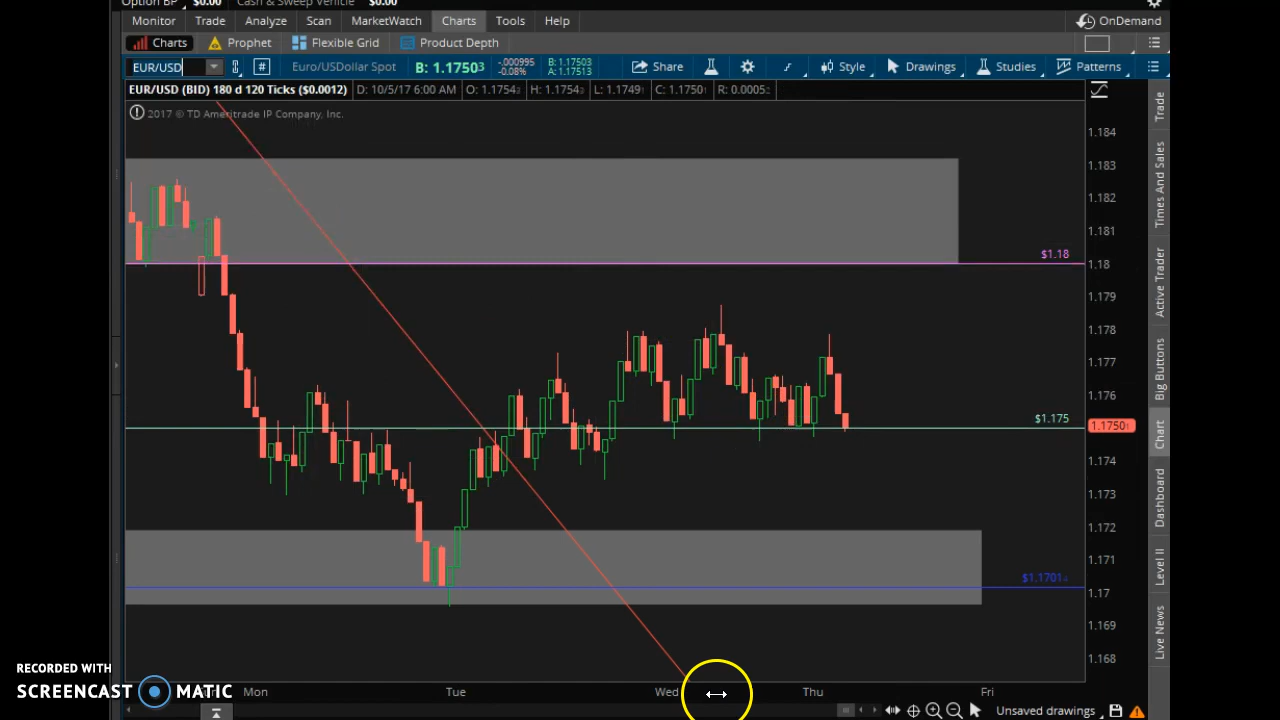 Option BP $0.00 Cash & Sweep Vehicle $0.00
Monitor Trade Analyze Scan MarketWatch Charts Tools Help OnDemand
Charts Prophet Flexible Grid Product Depth
EUR/USD # Euro/USDollar Spot B: 1.17503 -.000995 -0.08% B: 1.17503 A: 1.17513 Share Style Drawings Studies Patterns
EUR/USD (BID) 180 d 120 Ticks ($0.0012) D: 10/5/17 6:00 AM O: 1.1754 H: 1.1754 L: 1.1749 C: 1.1750 R: 0.0005
2017 © TD Ameritrade IP Company, Inc.
1.184
1.183
1.182
1.181
$1.18
1.18
1.179
1.178
1.177
1.176
$1.175
1.1750
1.174
1.173
1.172
1.171
$1.1701
1.17
1.169
1.168
Trade
Times And Sales
Active Trader
Big Buttons
Chart
Dashboard
Level II
Live News
Mon Tue Wed Thu Fri
Unsaved drawings
RECORDED WITH
SCREENCAST MATIC